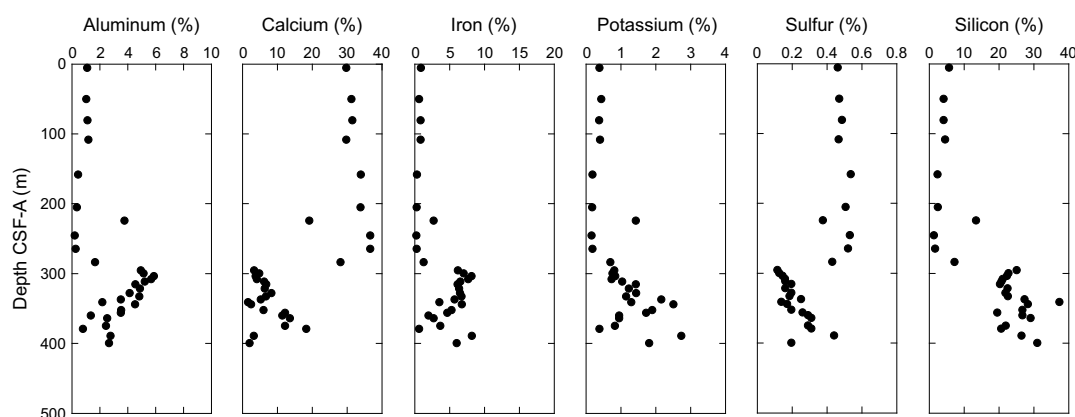 Aluminum (%) Calcium (%) Iron (%) Potassium (%) Sulfur (%) Silicon (%)
0 2 4 6 8 10 0 10 20 30 40 0 5 10 15 20 0 1 2 3 4 0 0.2 0.4 0.6 0.8 0 10 20 30 40
0
100
200
300
400
500
Depth CSF-A (m)